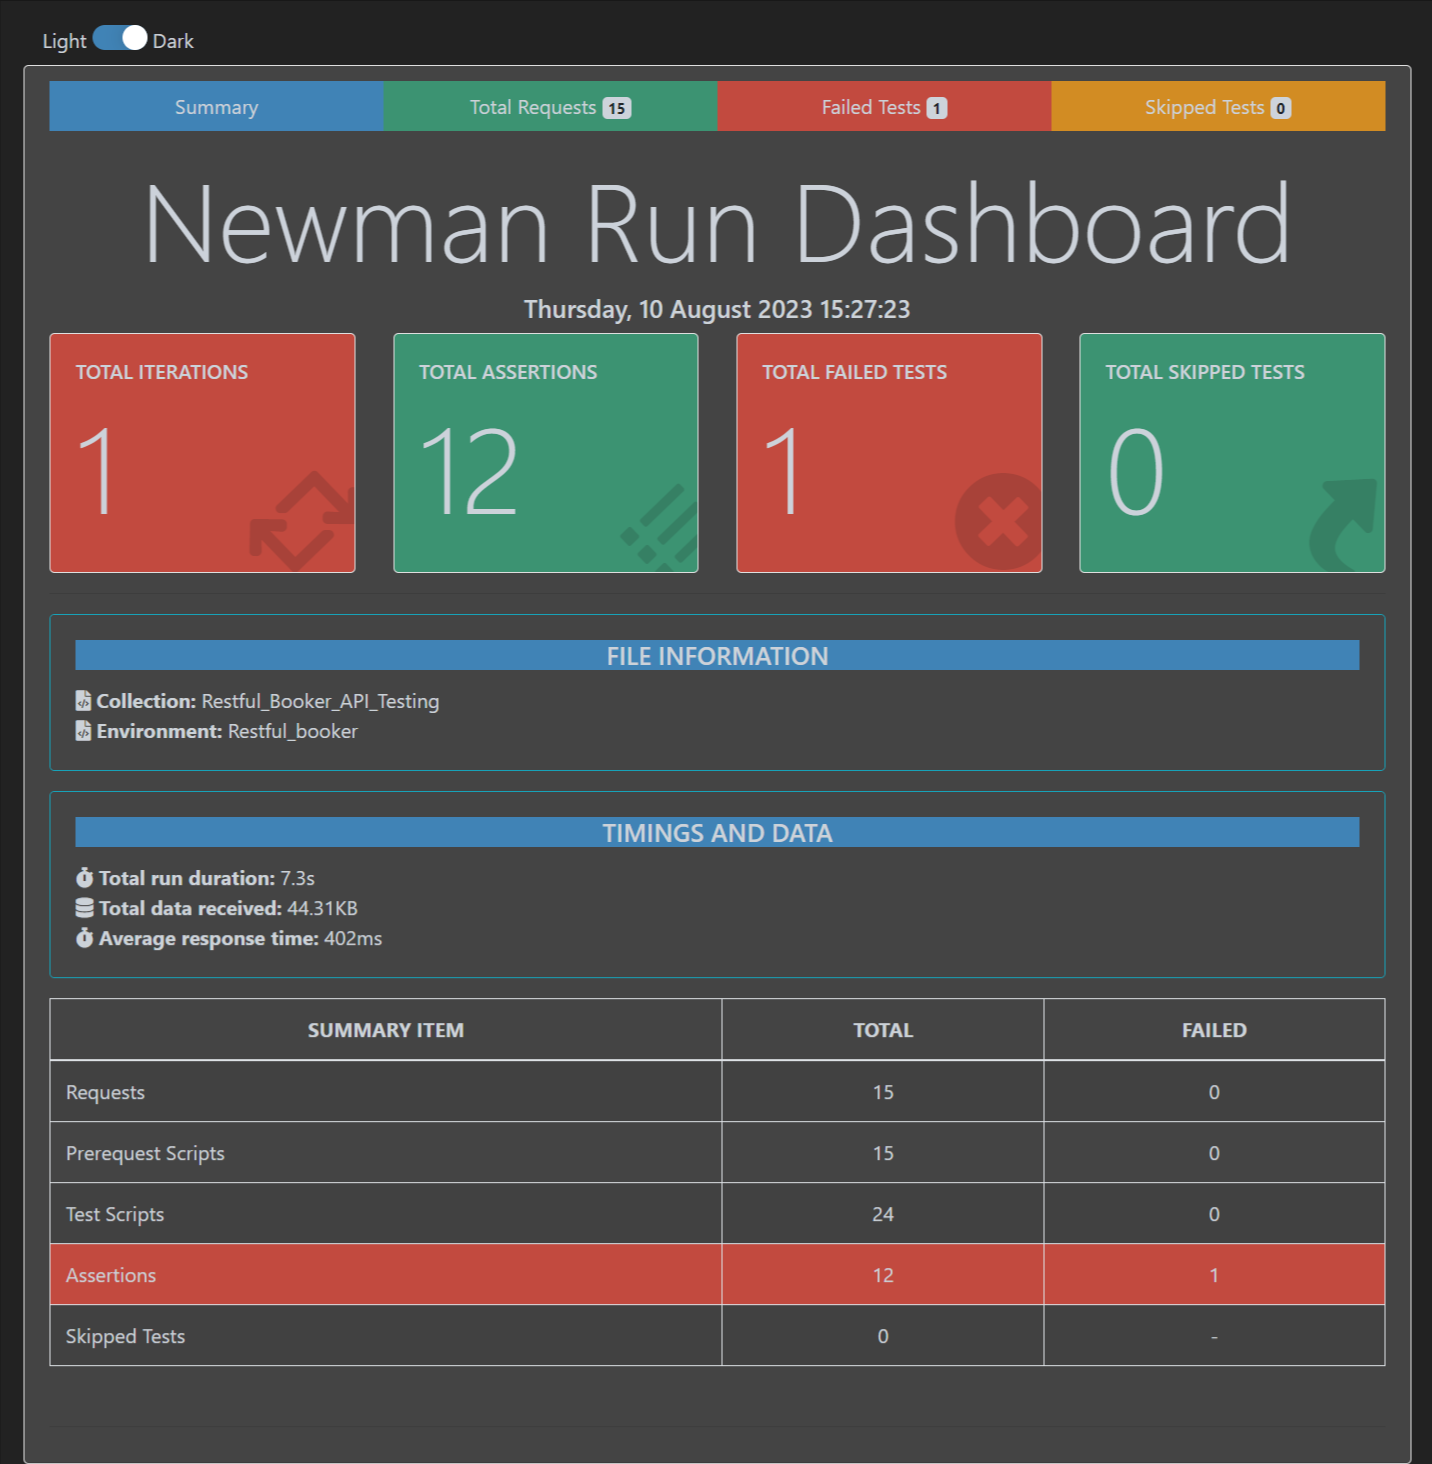 Light Dark
Summary Total Requests 15 Failed Tests 1 Skipped Tests 0
Newman Run Dashboard
Thursday, 10 August 2023 15:27:23
TOTAL ITERATIONS
1
TOTAL ASSERTIONS
12
TOTAL FAILED TESTS
1
TOTAL SKIPPED TESTS
0
FILE INFORMATION
Collection: Restful_Booker_API_Testing
Environment: Restful_booker
TIMINGS AND DATA
Total run duration: 7.3s
Total data received: 44.31KB
Average response time: 402ms
SUMMARY ITEM TOTAL FAILED
Requests 15 0
Prerequest Scripts 15 0
Test Scripts 24 0
Assertions 12 1
Skipped Tests 0 -